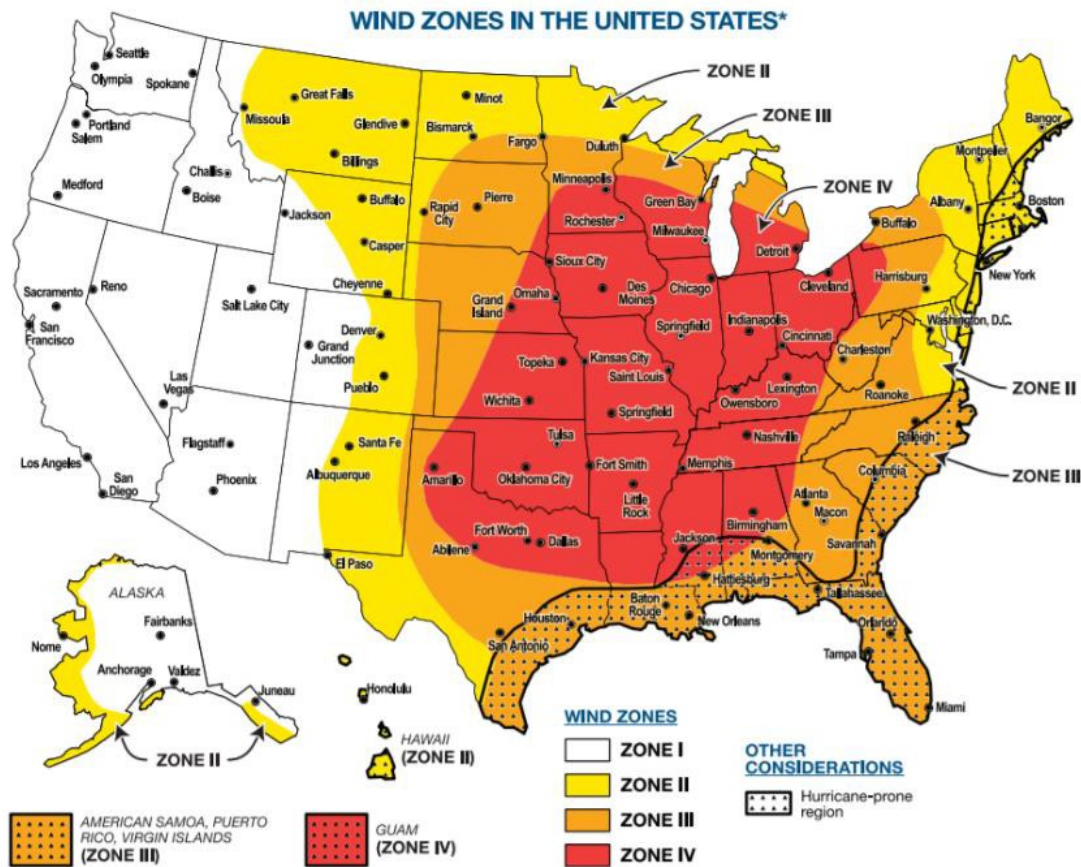 WIND ZONES IN THE UNITED STATES*
ZONE II
ZONE III
ZONE IV
Seattle
Olympia
Spokane
Portland
Salem
Medford
Challis
Boise
Great Falls
Missoula
Glendive
Billings
Minot
Bismarck
Fargo
Duluth
Minneapolis
Buffalo
Jackson
Casper
Cheyenne
Rapid
City
Pierre
Rochester
Green Bay
Milwaukee
Detroit
Buffalo
Albany
Montpelier
Bangor
Boston
New York
Sacramento
San
Francisco
Reno
Salt Lake City
Grand
Junction
Denver
Pueblo
Sioux City
Omaha
Grand
Island
Des
Moines
Chicago
Cleveland
Harrisburg
Washington, D.C.
Springfield
Indianapolis
Cincinnati
Charleston
Roanoke
ZONE II
Las
Vegas
Topeka
Kansas City
Saint Louis
Wichita
Springfield
Lexington
Owensboro
Los Angeles
San
Diego
Flagstaff
Phoenix
Santa Fe
Albuquerque
Tulsa
Amarillo
Oklahoma City
Fort Smith
Little
Rock
Nashville
Memphis
Raleigh
Columbia
ZONE III
Atlanta
Macon
Birmingham
Fort Worth
Dallas
Abilene
Jackson
Montgomery
Savannah
El Paso
Hattiesburg
Tallahassee
Baton
Rouge
New Orleans
Houston
San Antonio
Orlando
Tampa
Miami
ALASKA
Fairbanks
Nome
Anchorage
Valdez
Juneau
ZONE II
Honolulu
HAWAII
(ZONE II)
WIND ZONES
ZONE I
ZONE II
ZONE III
ZONE IV
OTHER
CONSIDERATIONS
Hurricane-prone
region
AMERICAN SAMOA, PUERTO
RICO, VIRGIN ISLANDS
(ZONE III)
GUAM
(ZONE IV)